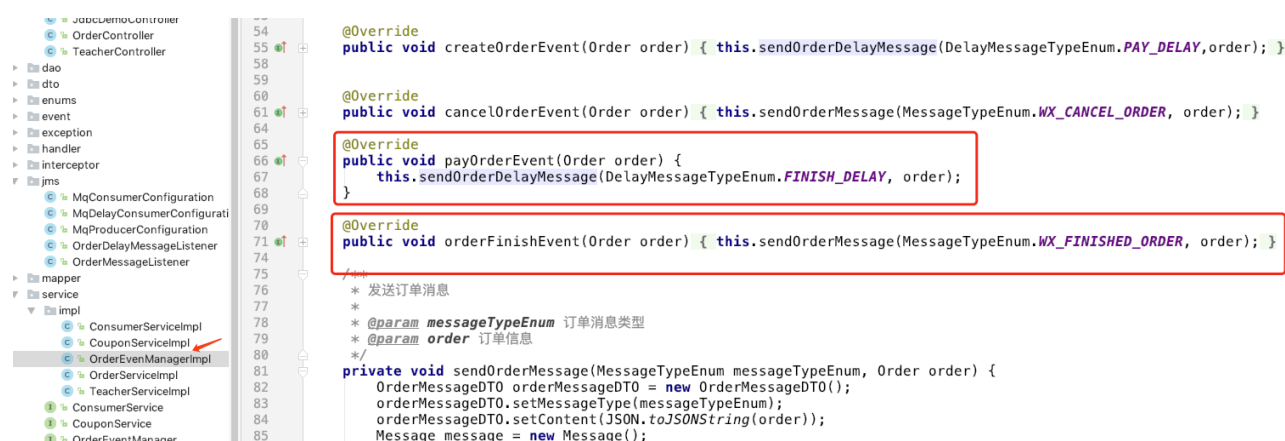 JdbcDemoController
OrderController
TeacherController
dao
dto
enums
event
exception
handler
interceptor
jms
MqConsumerConfiguration
MqDelayConsumerConfigurati
MqProducerConfiguration
OrderDelayMessageListener
OrderMessageListener
mapper
service
impl
ConsumerServiceImpl
CouponServiceImpl
OrderEvenManagerImpl
OrderServiceImpl
TeacherServiceImpl
ConsumerService
CouponService
OrderEventManager
53
54 @Override
55 public void createOrderEvent(Order order) { this.sendOrderDelayMessage(DelayMessageTypeEnum.PAY_DELAY,order); }
58
59
60 @Override
61 public void cancelOrderEvent(Order order) { this.sendOrderMessage(MessageTypeEnum.WX_CANCEL_ORDER, order); }
64
65 @Override
66 public void payOrderEvent(Order order) {
67 this.sendOrderDelayMessage(DelayMessageTypeEnum.FINISH_DELAY, order);
68 }
69
70 @Override
71 public void orderFinishEvent(Order order) { this.sendOrderMessage(MessageTypeEnum.WX_FINISHED_ORDER, order); }
74
75 /**
76 * 发送订单消息
77 *
78 * @param messageTypeEnum 订单消息类型
79 * @param order 订单信息
80 */
81 private void sendOrderMessage(MessageTypeEnum messageTypeEnum, Order order) {
82 OrderMessageDTO orderMessageDTO = new OrderMessageDTO();
83 orderMessageDTO.setMessageType(messageTypeEnum);
84 orderMessageDTO.setContent(JSON.toJSONString(order));
85 Message message = new Message();